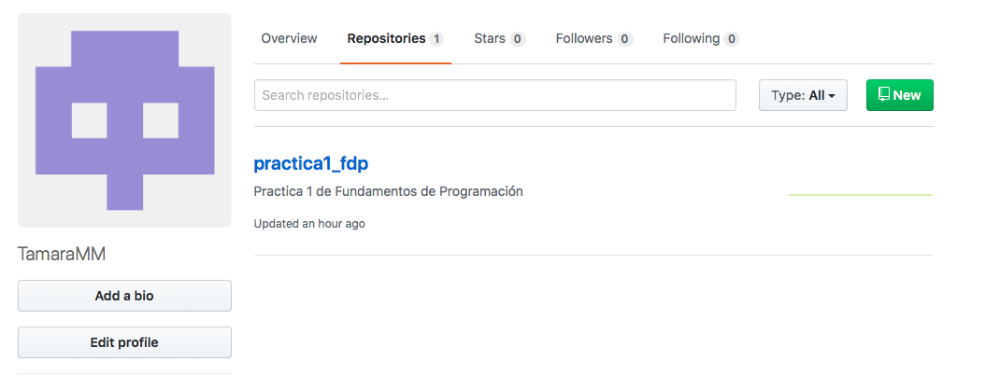 Overview Repositories 1 Stars 0 Followers 0 Following 0
Search repositories... Type: All New
practica1_fdp
Practica 1 de Fundamentos de Programación
Updated an hour ago
TamaraMM
Add a bio
Edit profile